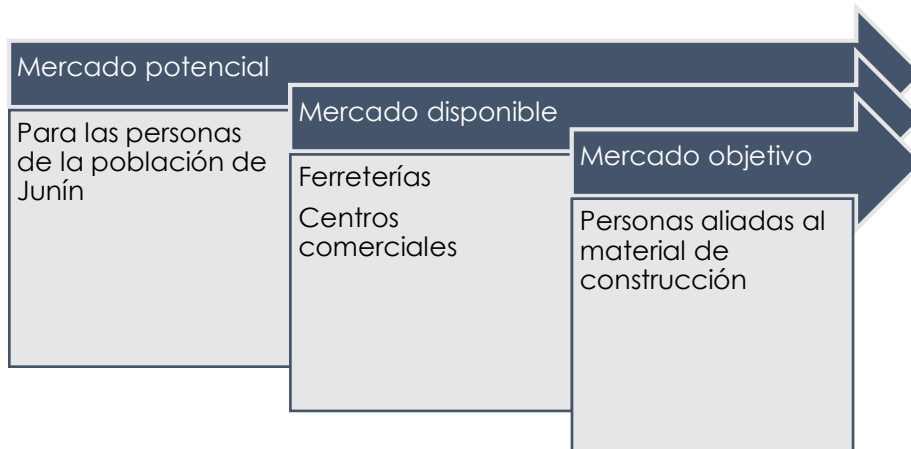 Mercado potencial
Para las personas
de la población de
Junín
Mercado disponible
Ferreterías
Centros
comerciales
Mercado objetivo
Personas aliadas al
material de
construcción